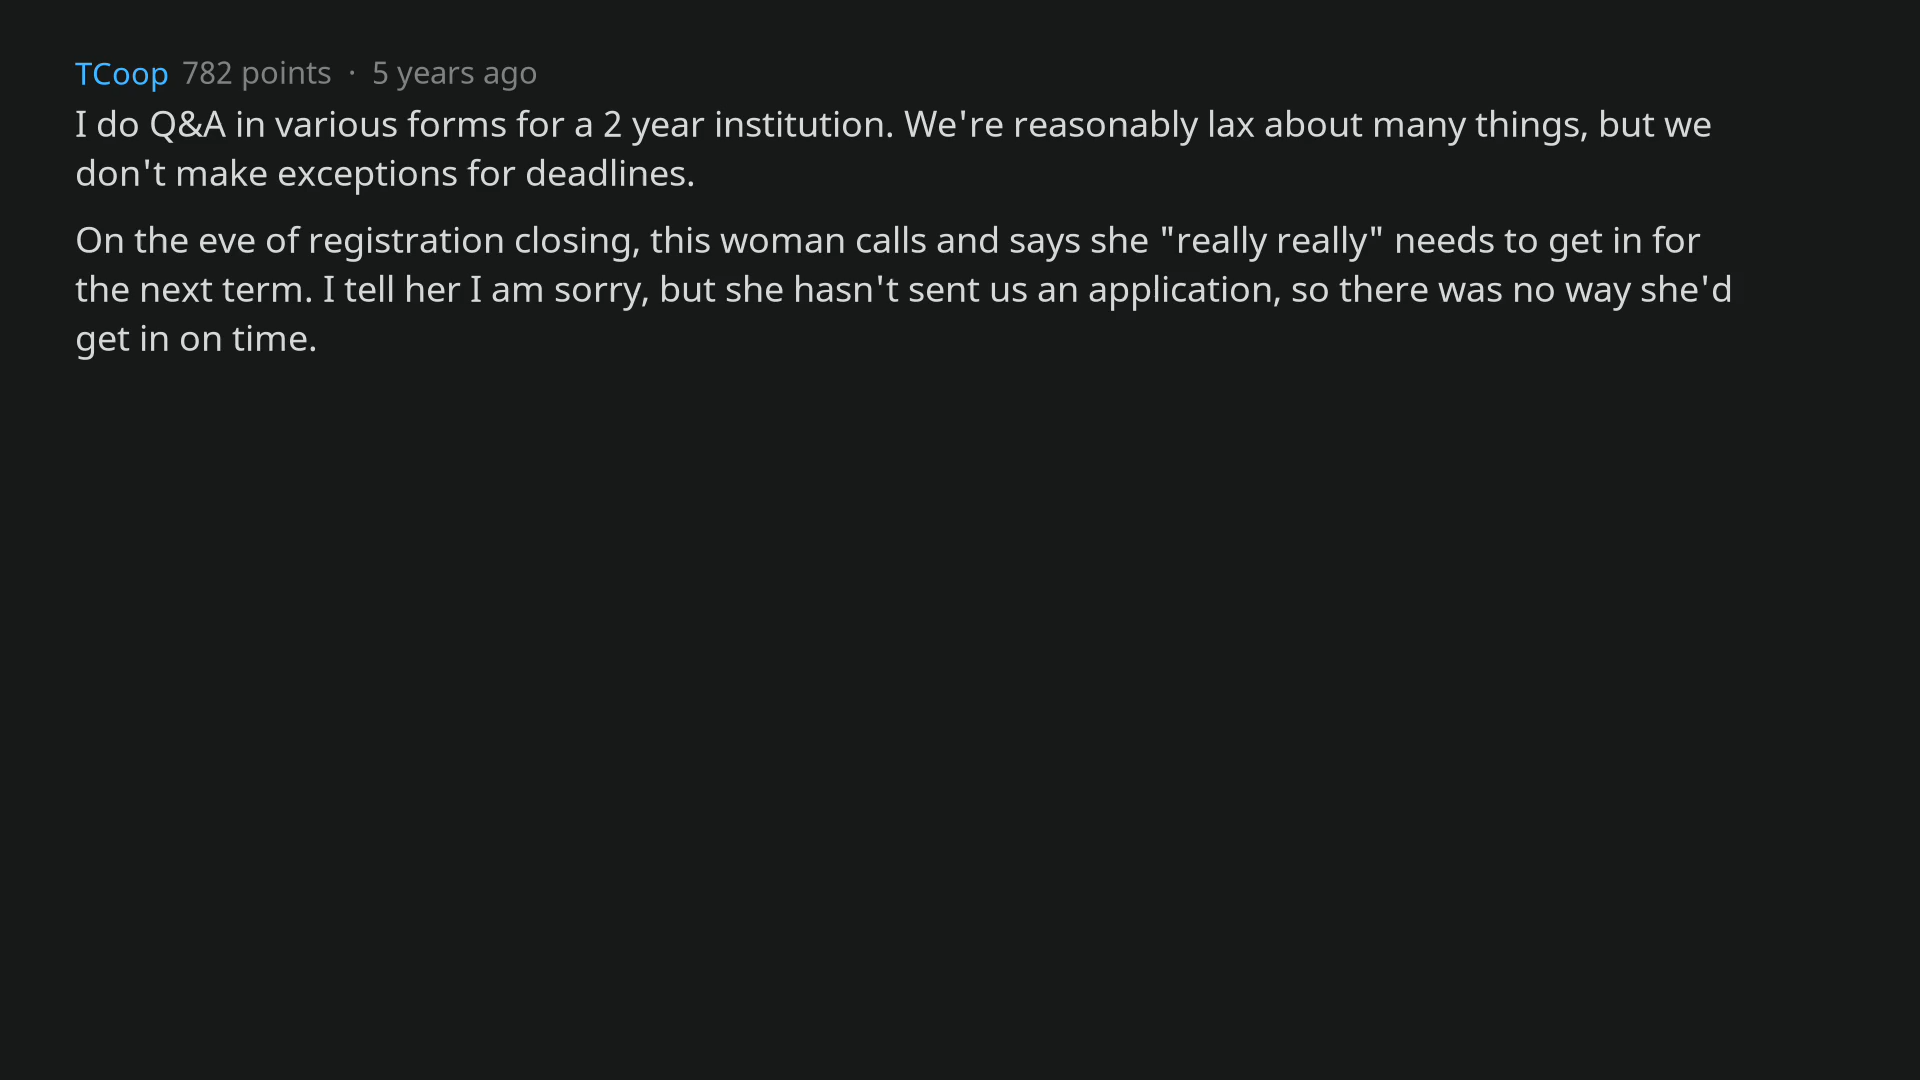 TCoop 782 points · 5 years ago
I do Q&A in various forms for a 2 year institution. We're reasonably lax about many things, but we
don't make exceptions for deadlines.
On the eve of registration closing, this woman calls and says she "really really" needs to get in for
the next term. I tell her I am sorry, but she hasn't sent us an application, so there was no way she'd
get in on time.